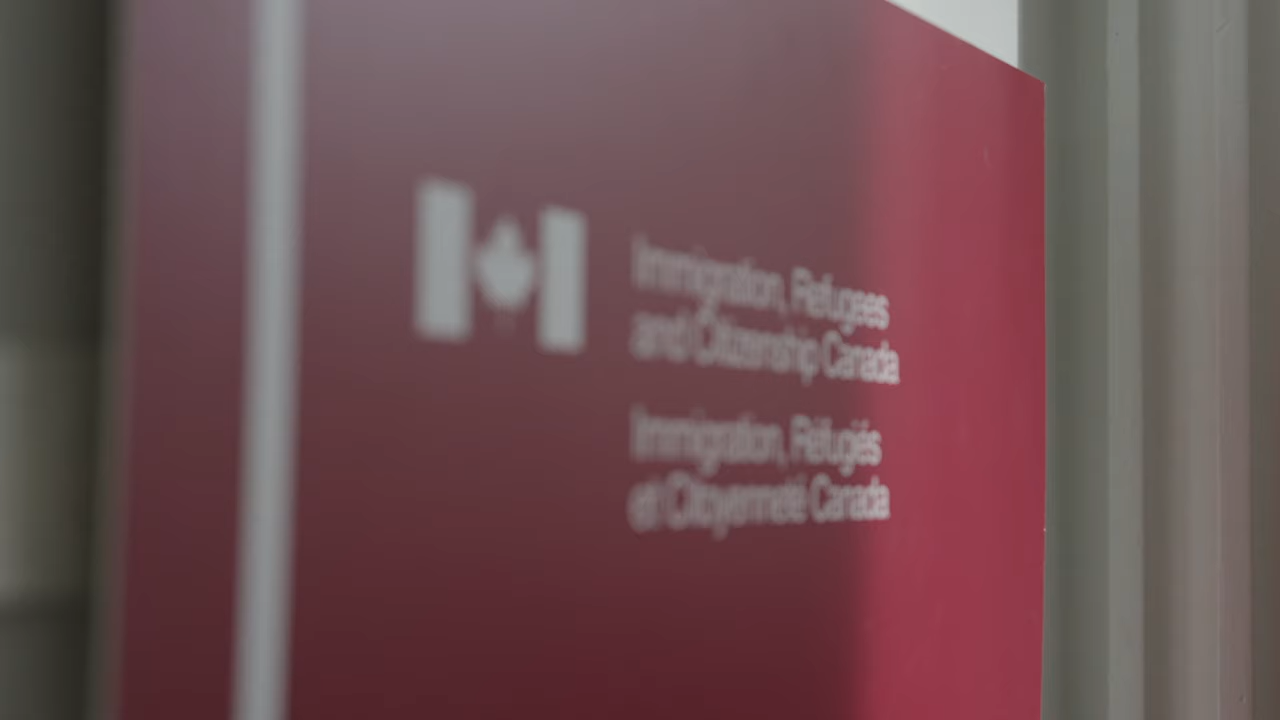 Immigration, Refugees
and Citizenship Canada
Immigration, Réfugiés
et Citoyenneté Canada